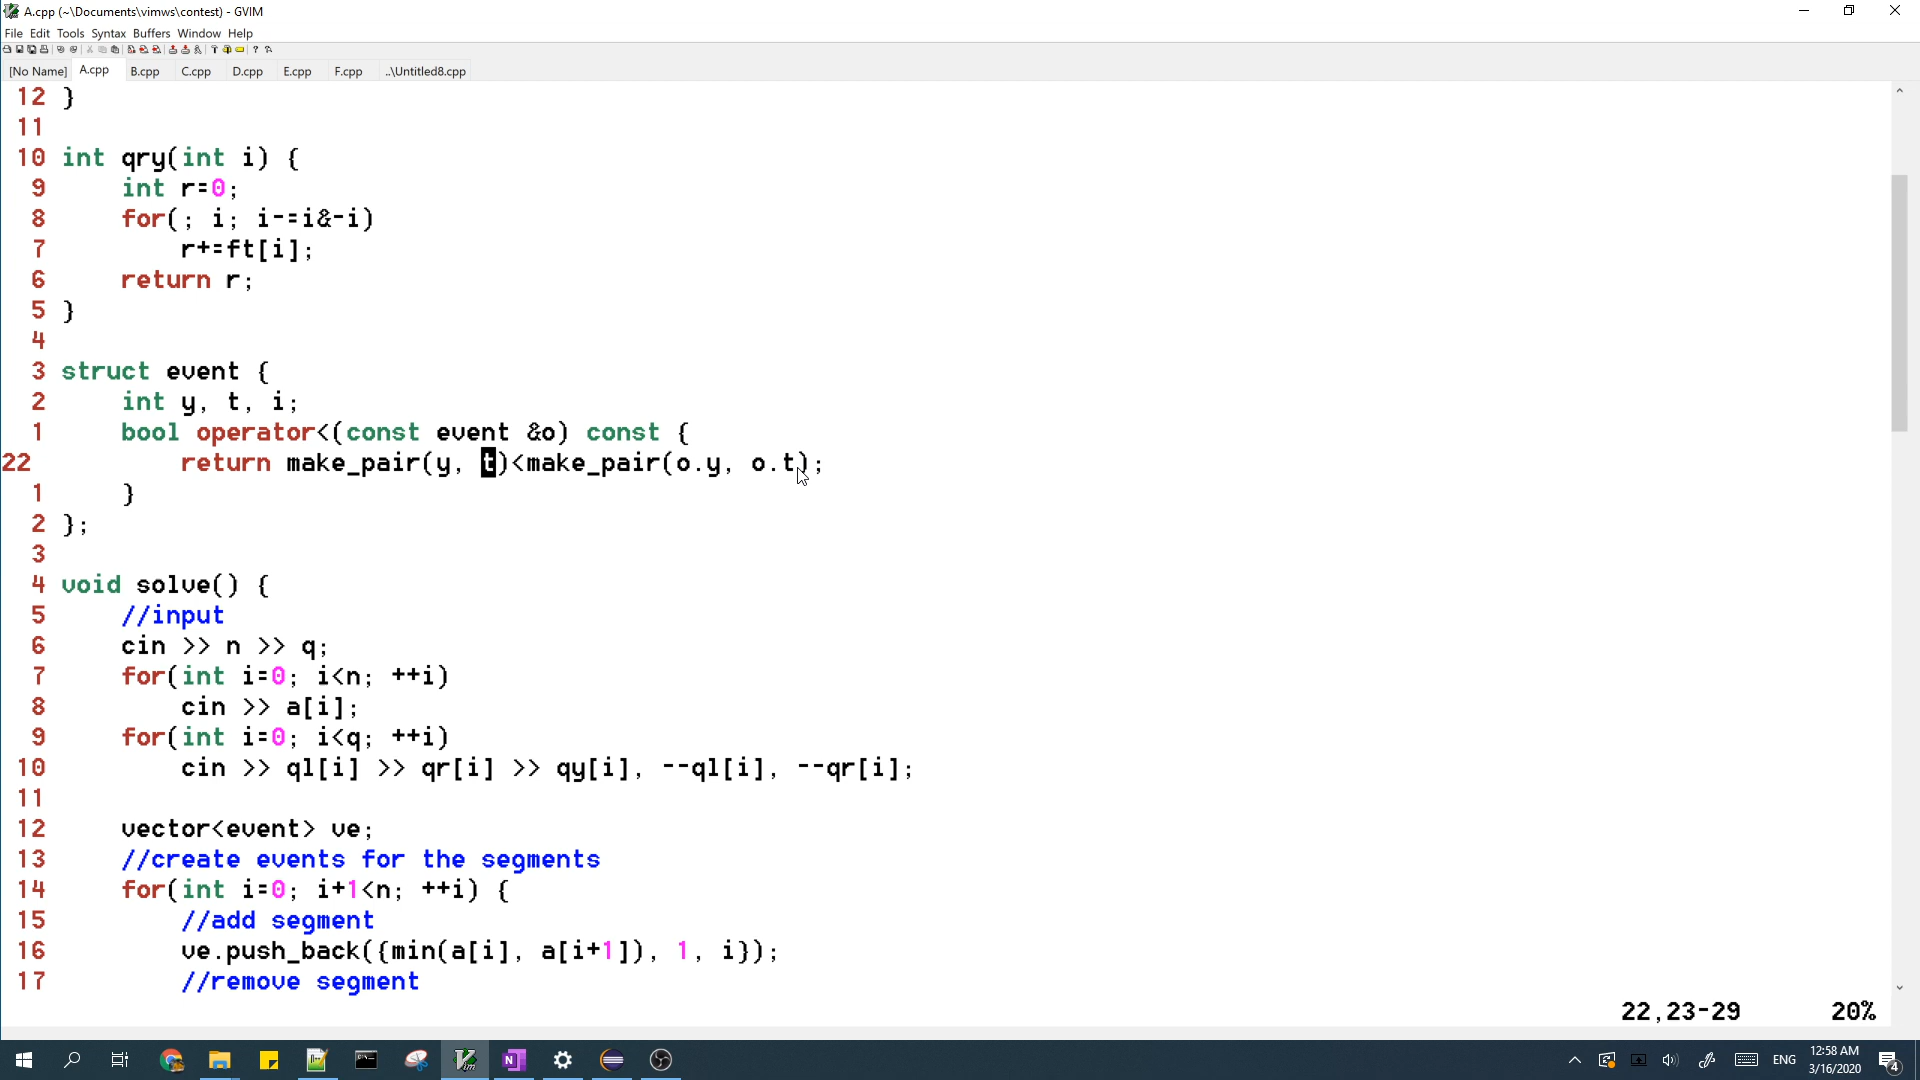 A.cpp (~\Documents\vimws\contest) - GVIM
File Edit Tools Syntax Buffers Window Help
[No Name] A.cpp B.cpp C.cpp D.cpp E.cpp F.cpp ..\Untitled8.cpp
12 }
11
10 int qry(int i) {
9 int r=0;
8 for(; i; i-=i&-i)
7 r+=ft[i];
6 return r;
5 }
4
3 struct event {
2 int y, t, i;
1 bool operator<(const event &o) const {
22 return make_pair(y, t)<make_pair(o.y, o.t);
1 }
2 };
3
4 void solve() {
5 //input
6 cin >> n >> q;
7 for(int i=0; i<n; ++i)
8 cin >> a[i];
9 for(int i=0; i<q; ++i)
10 cin >> ql[i] >> qr[i] >> qy[i], --ql[i], --qr[i];
11
12 vector<event> ve;
13 //create events for the segments
14 for(int i=0; i+1<n; ++i) {
15 //add segment
16 ve.push_back({min(a[i], a[i+1]), 1, i});
17 //remove segment
22,23-29 20%
ENG 12:58 AM
3/16/2020 4